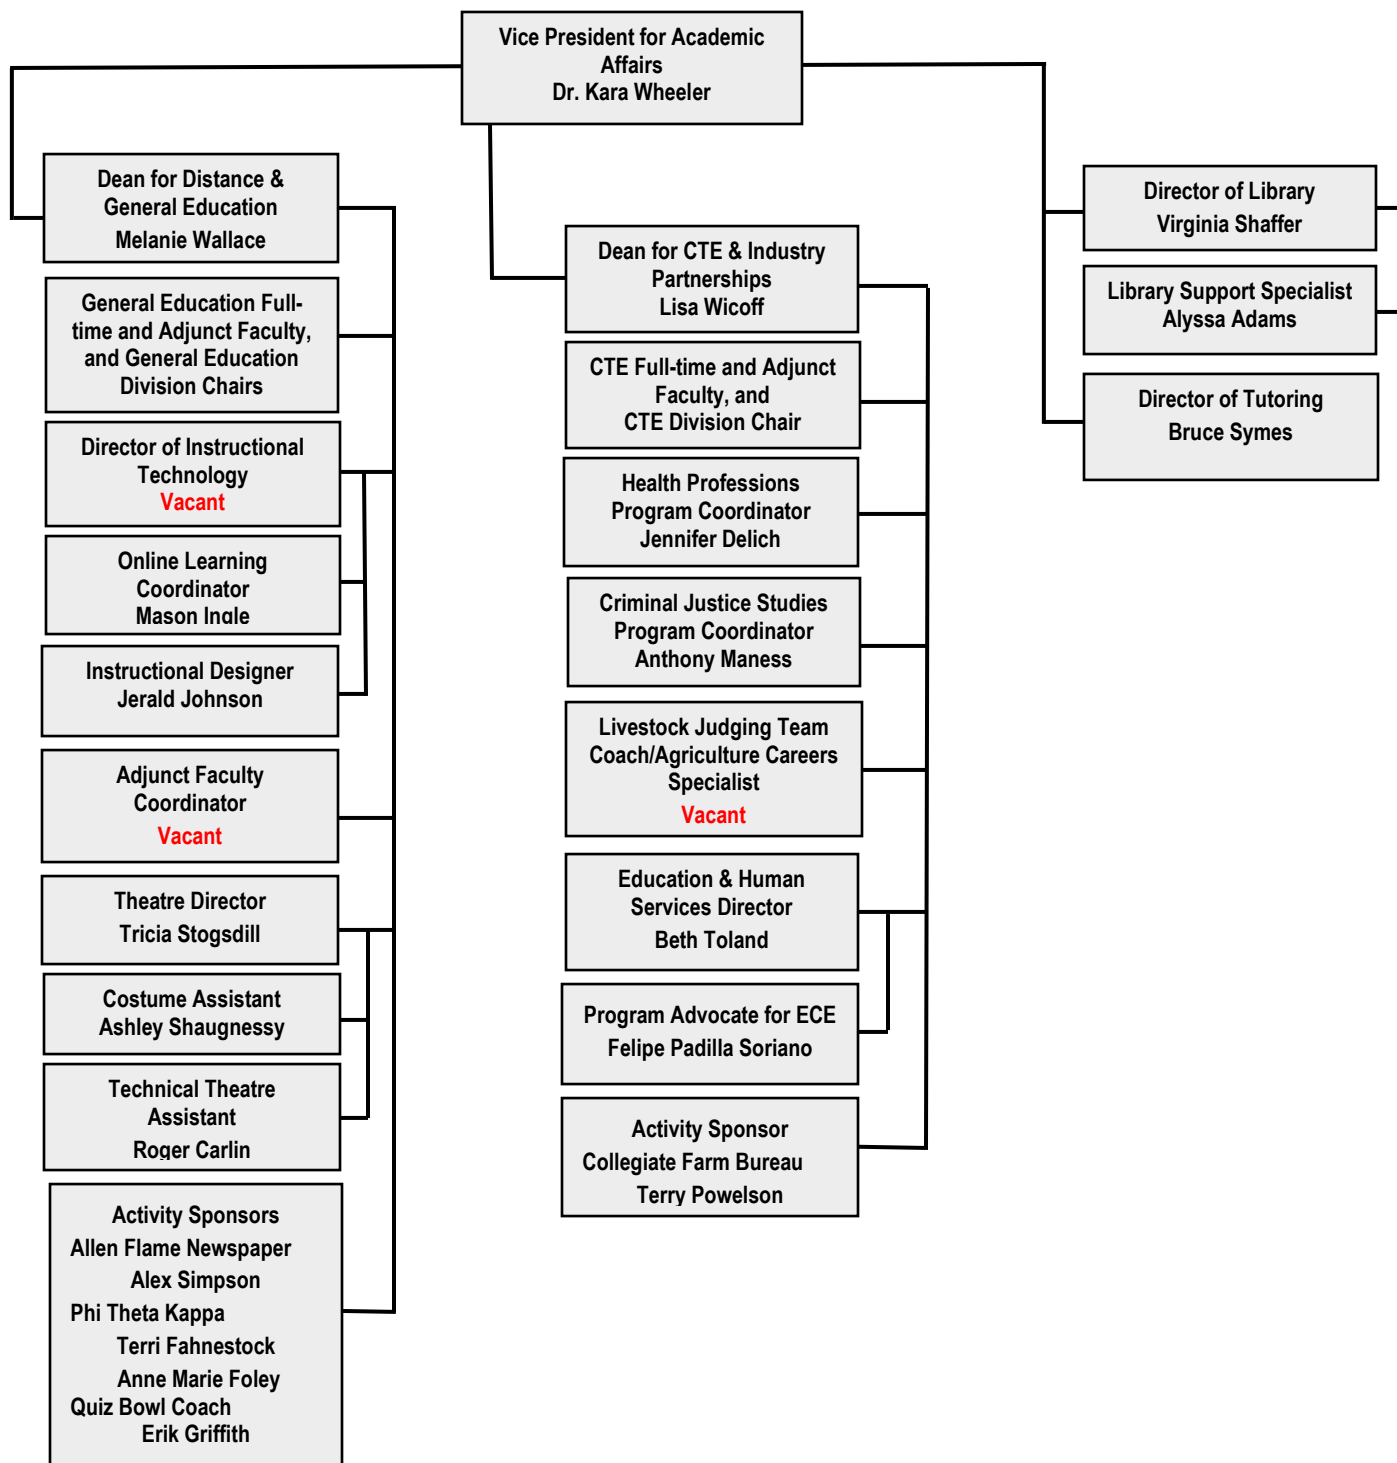 Vice President for Academic
Affairs
Dr. Kara Wheeler
Dean for Distance &
General Education
Melanie Wallace
General Education Full-
time and Adjunct Faculty,
and General Education
Division Chairs
Director of Instructional
Technology
Vacant
Online Learning
Coordinator
Mason Ingle
Instructional Designer
Jerald Johnson
Adjunct Faculty
Coordinator
Vacant
Theatre Director
Tricia Stogsdill
Costume Assistant
Ashley Shaugnessy
Technical Theatre
Assistant
Roger Carlin
Activity Sponsors
Allen Flame Newspaper
Alex Simpson
Phi Theta Kappa
Terri Fahnestock
Anne Marie Foley
Quiz Bowl Coach
Erik Griffith
Dean for CTE & Industry
Partnerships
Lisa Wicoff
CTE Full-time and Adjunct
Faculty, and
CTE Division Chair
Health Professions
Program Coordinator
Jennifer Delich
Criminal Justice Studies
Program Coordinator
Anthony Maness
Livestock Judging Team
Coach/Agriculture Careers
Specialist
Vacant
Education & Human
Services Director
Beth Toland
Program Advocate for ECE
Felipe Padilla Soriano
Activity Sponsor
Collegiate Farm Bureau
Terry Powelson
Director of Library
Virginia Shaffer
Library Support Specialist
Alyssa Adams
Director of Tutoring
Bruce Symes